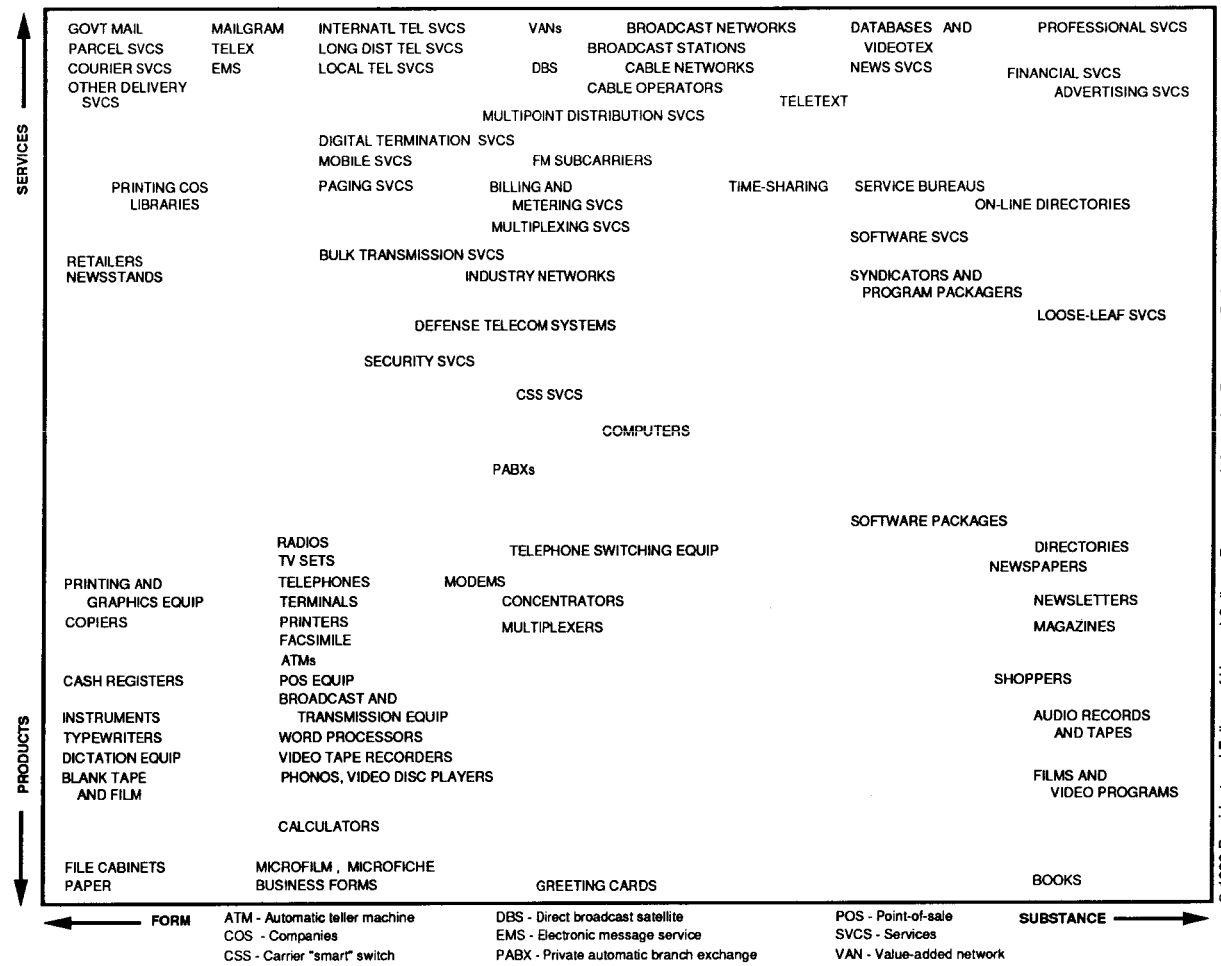 GOVT MAIL MAILGRAM INTERNATL TEL SVCS VANs BROADCAST NETWORKS DATABASES AND PROFESSIONAL SVCS
PARCEL SVCS TELEX LONG DIST TEL SVCS BROADCAST STATIONS VIDEOTEX
COURIER SVCS EMS LOCAL TEL SVCS DBS CABLE NETWORKS NEWS SVCS FINANCIAL SVCS
OTHER DELIVERY CABLE OPERATORS ADVERTISING SVCS
SVCS TELETEXT
MULTIPOINT DISTRIBUTION SVCS
DIGITAL TERMINATION SVCS
MOBILE SVCS FM SUBCARRIERS
PRINTING COS PAGING SVCS BILLING AND TIME-SHARING SERVICE BUREAUS
LIBRARIES METERING SVCS ON-LINE DIRECTORIES
MULTIPLEXING SVCS
SOFTWARE SVCS
RETAILERS BULK TRANSMISSION SVCS
NEWSSTANDS INDUSTRY NETWORKS SYNDICATORS AND
PROGRAM PACKAGERS
LOOSE-LEAF SVCS
DEFENSE TELECOM SYSTEMS
SECURITY SVCS
CSS SVCS
COMPUTERS
PABXs
SOFTWARE PACKAGES
RADIOS TELEPHONE SWITCHING EQUIP DIRECTORIES
TV SETS NEWSPAPERS
PRINTING AND TELEPHONES MODEMS
GRAPHICS EQUIP TERMINALS CONCENTRATORS NEWSLETTERS
COPIERS PRINTERS MULTIPLEXERS MAGAZINES
FACSIMILE
ATMs
CASH REGISTERS POS EQUIP SHOPPERS
BROADCAST AND
INSTRUMENTS TRANSMISSION EQUIP AUDIO RECORDS
TYPEWRITERS WORD PROCESSORS AND TAPES
DICTATION EQUIP VIDEO TAPE RECORDERS
BLANK TAPE PHONOS, VIDEO DISC PLAYERS FILMS AND
AND FILM VIDEO PROGRAMS
CALCULATORS
FILE CABINETS MICROFILM, MICROFICHE
PAPER BUSINESS FORMS GREETING CARDS BOOKS
SERVICES
PRODUCTS
FORM SUBSTANCE
ATM - Automatic teller machine DBS - Direct broadcast satellite POS - Point-of-sale
COS - Companies EMS - Electronic message service SVCS - Services
CSS - Carrier "smart" switch PABX - Private automatic branch exchange VAN - Value-added network